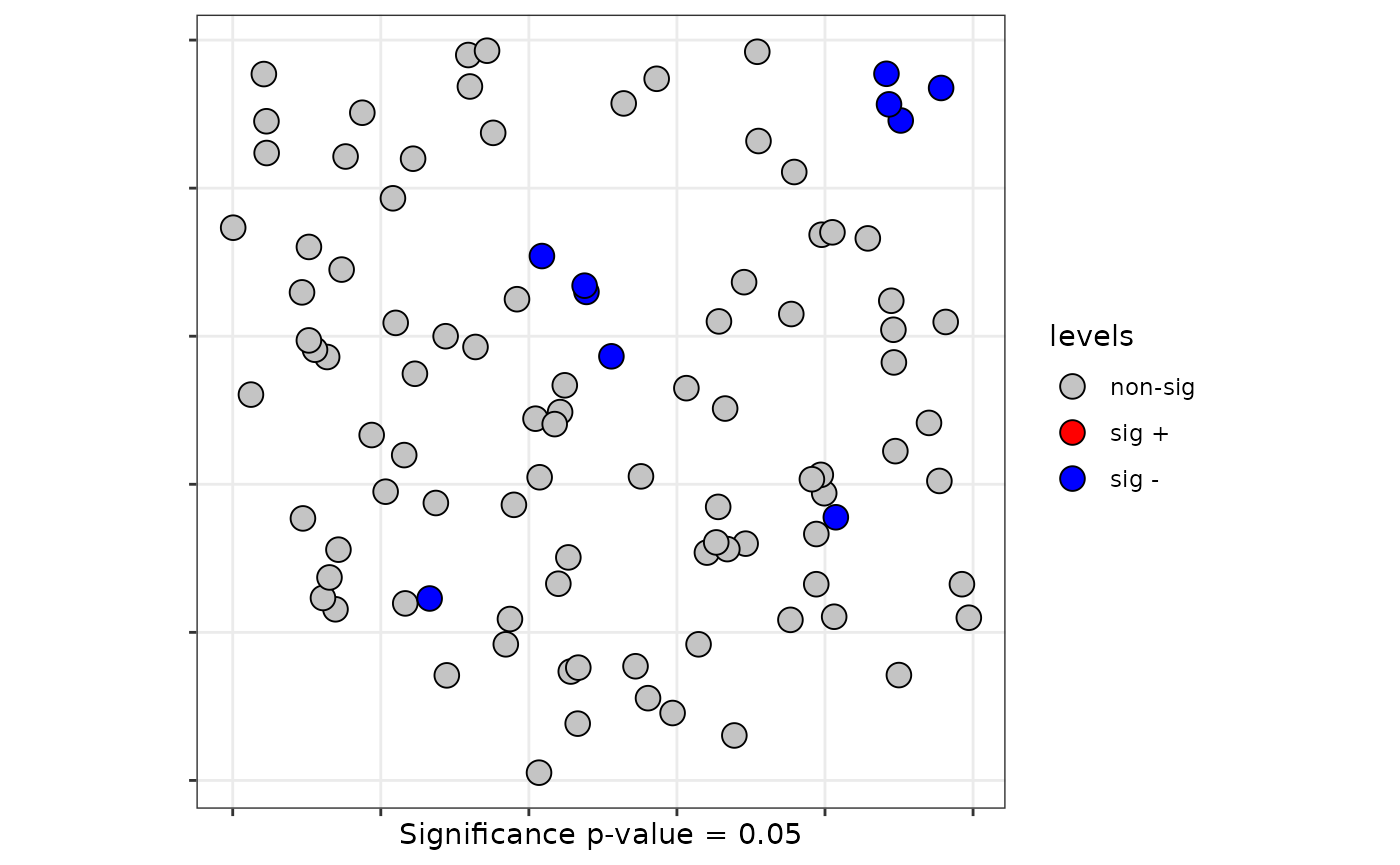 levels
non-sig
sig +
sig -
Significance p-value = 0.05